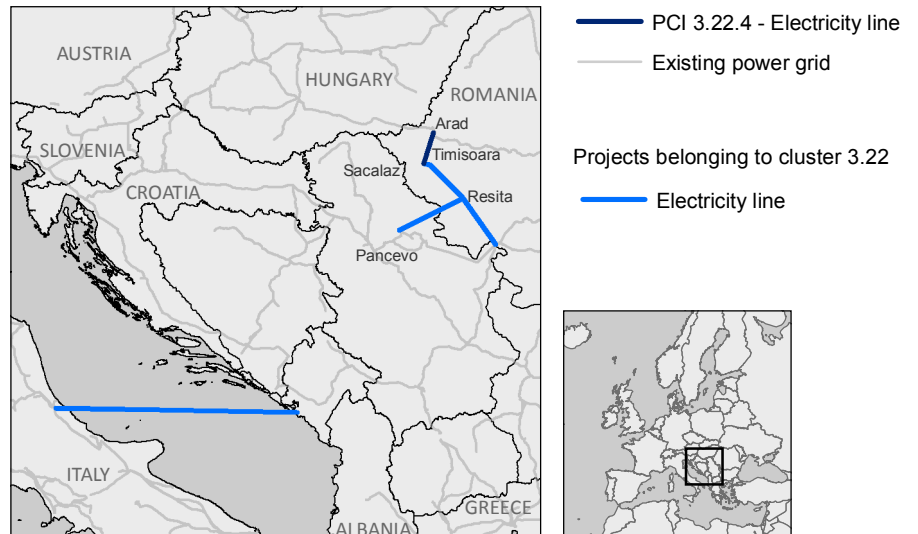 AUSTRIA
HUNGARY
ROMANIA
SLOVENIA
CROATIA
Arad
Timisoara
Sacalaz
Resita
Pancevo
ITALY
GREECE
ALBANIA
PCI 3.22.4 - Electricity line
Existing power grid
Projects belonging to cluster 3.22
Electricity line